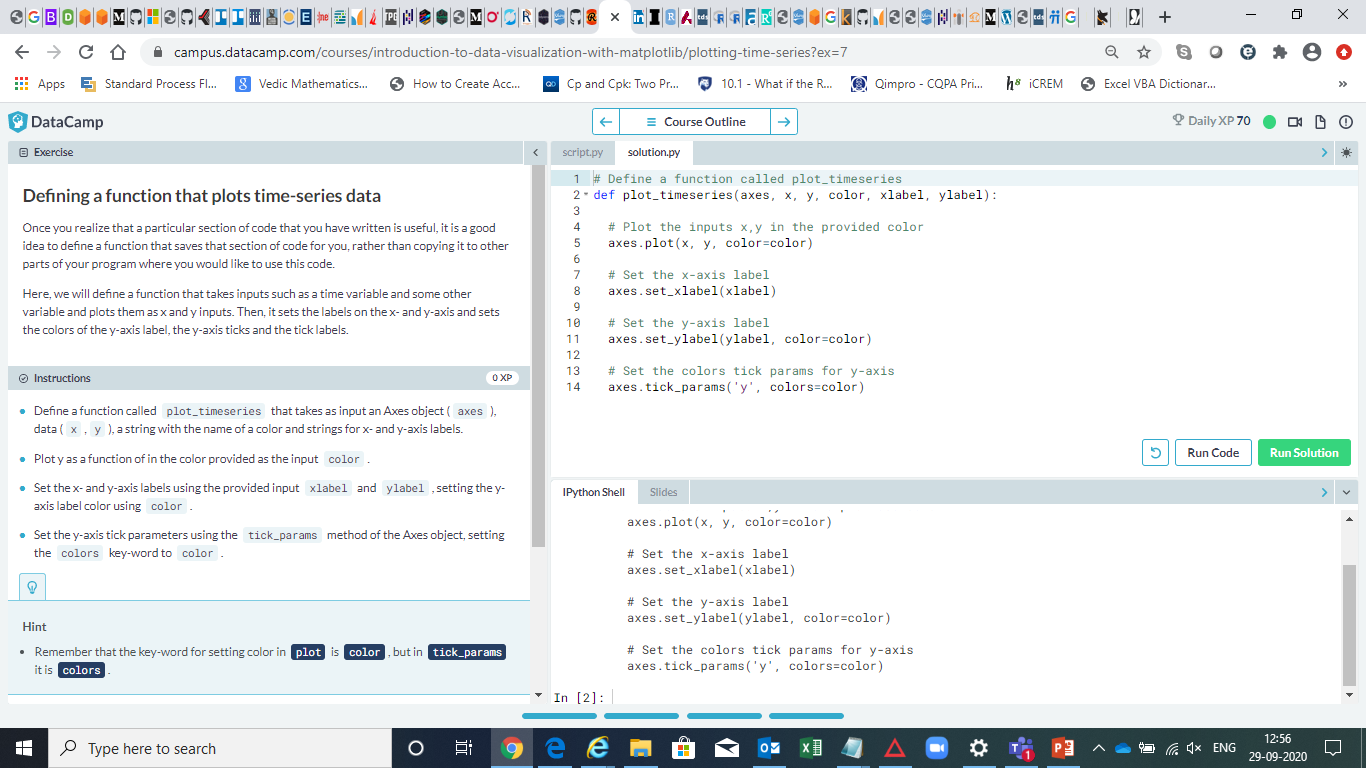 campus.datacamp.com/courses/introduction-to-data-visualization-with-matplotlib/plotting-time-series?ex=7
Apps Standard Process Fl... Vedic Mathematics... How to Create Acc... Cp and Cpk: Two Pr... 10.1 - What if the R... Qimpro - CQPA Pri... iCREM Excel VBA Dictionar... »
DataCamp
Course Outline
Daily XP 70
Exercise
Defining a function that plots time-series data
Once you realize that a particular section of code that you have written is useful, it is a good
idea to define a function that saves that section of code for you, rather than copying it to other
parts of your program where you would like to use this code.
Here, we will define a function that takes inputs such as a time variable and some other
variable and plots them as x and y inputs. Then, it sets the labels on the x- and y-axis and sets
the colors of the y-axis label, the y-axis ticks and the tick labels.
Instructions 0 XP
Define a function called plot_timeseries that takes as input an Axes object ( axes ),
data ( x , y ), a string with the name of a color and strings for x- and y-axis labels.
Plot y as a function of in the color provided as the input color .
Set the x- and y-axis labels using the provided input xlabel and ylabel , setting the y-
axis label color using color .
Set the y-axis tick parameters using the tick_params method of the Axes object, setting
the colors key-word to color .
Hint
Remember that the key-word for setting color in plot is color , but in tick_params
it is colors .
script.py solution.py
1 # Define a function called plot_timeseries
2 def plot_timeseries(axes, x, y, color, xlabel, ylabel):
3
4 # Plot the inputs x,y in the provided color
5 axes.plot(x, y, color=color)
6
7 # Set the x-axis label
8 axes.set_xlabel(xlabel)
9
10 # Set the y-axis label
11 axes.set_ylabel(ylabel, color=color)
12
13 # Set the colors tick params for y-axis
14 axes.tick_params('y', colors=color)
Run Code Run Solution
IPython Shell Slides
axes.plot(x, y, color=color)
# Set the x-axis label
axes.set_xlabel(xlabel)
# Set the y-axis label
axes.set_ylabel(ylabel, color=color)
# Set the colors tick params for y-axis
axes.tick_params('y', colors=color)
In [2]:
Type here to search
ENG
12:56
29-09-2020